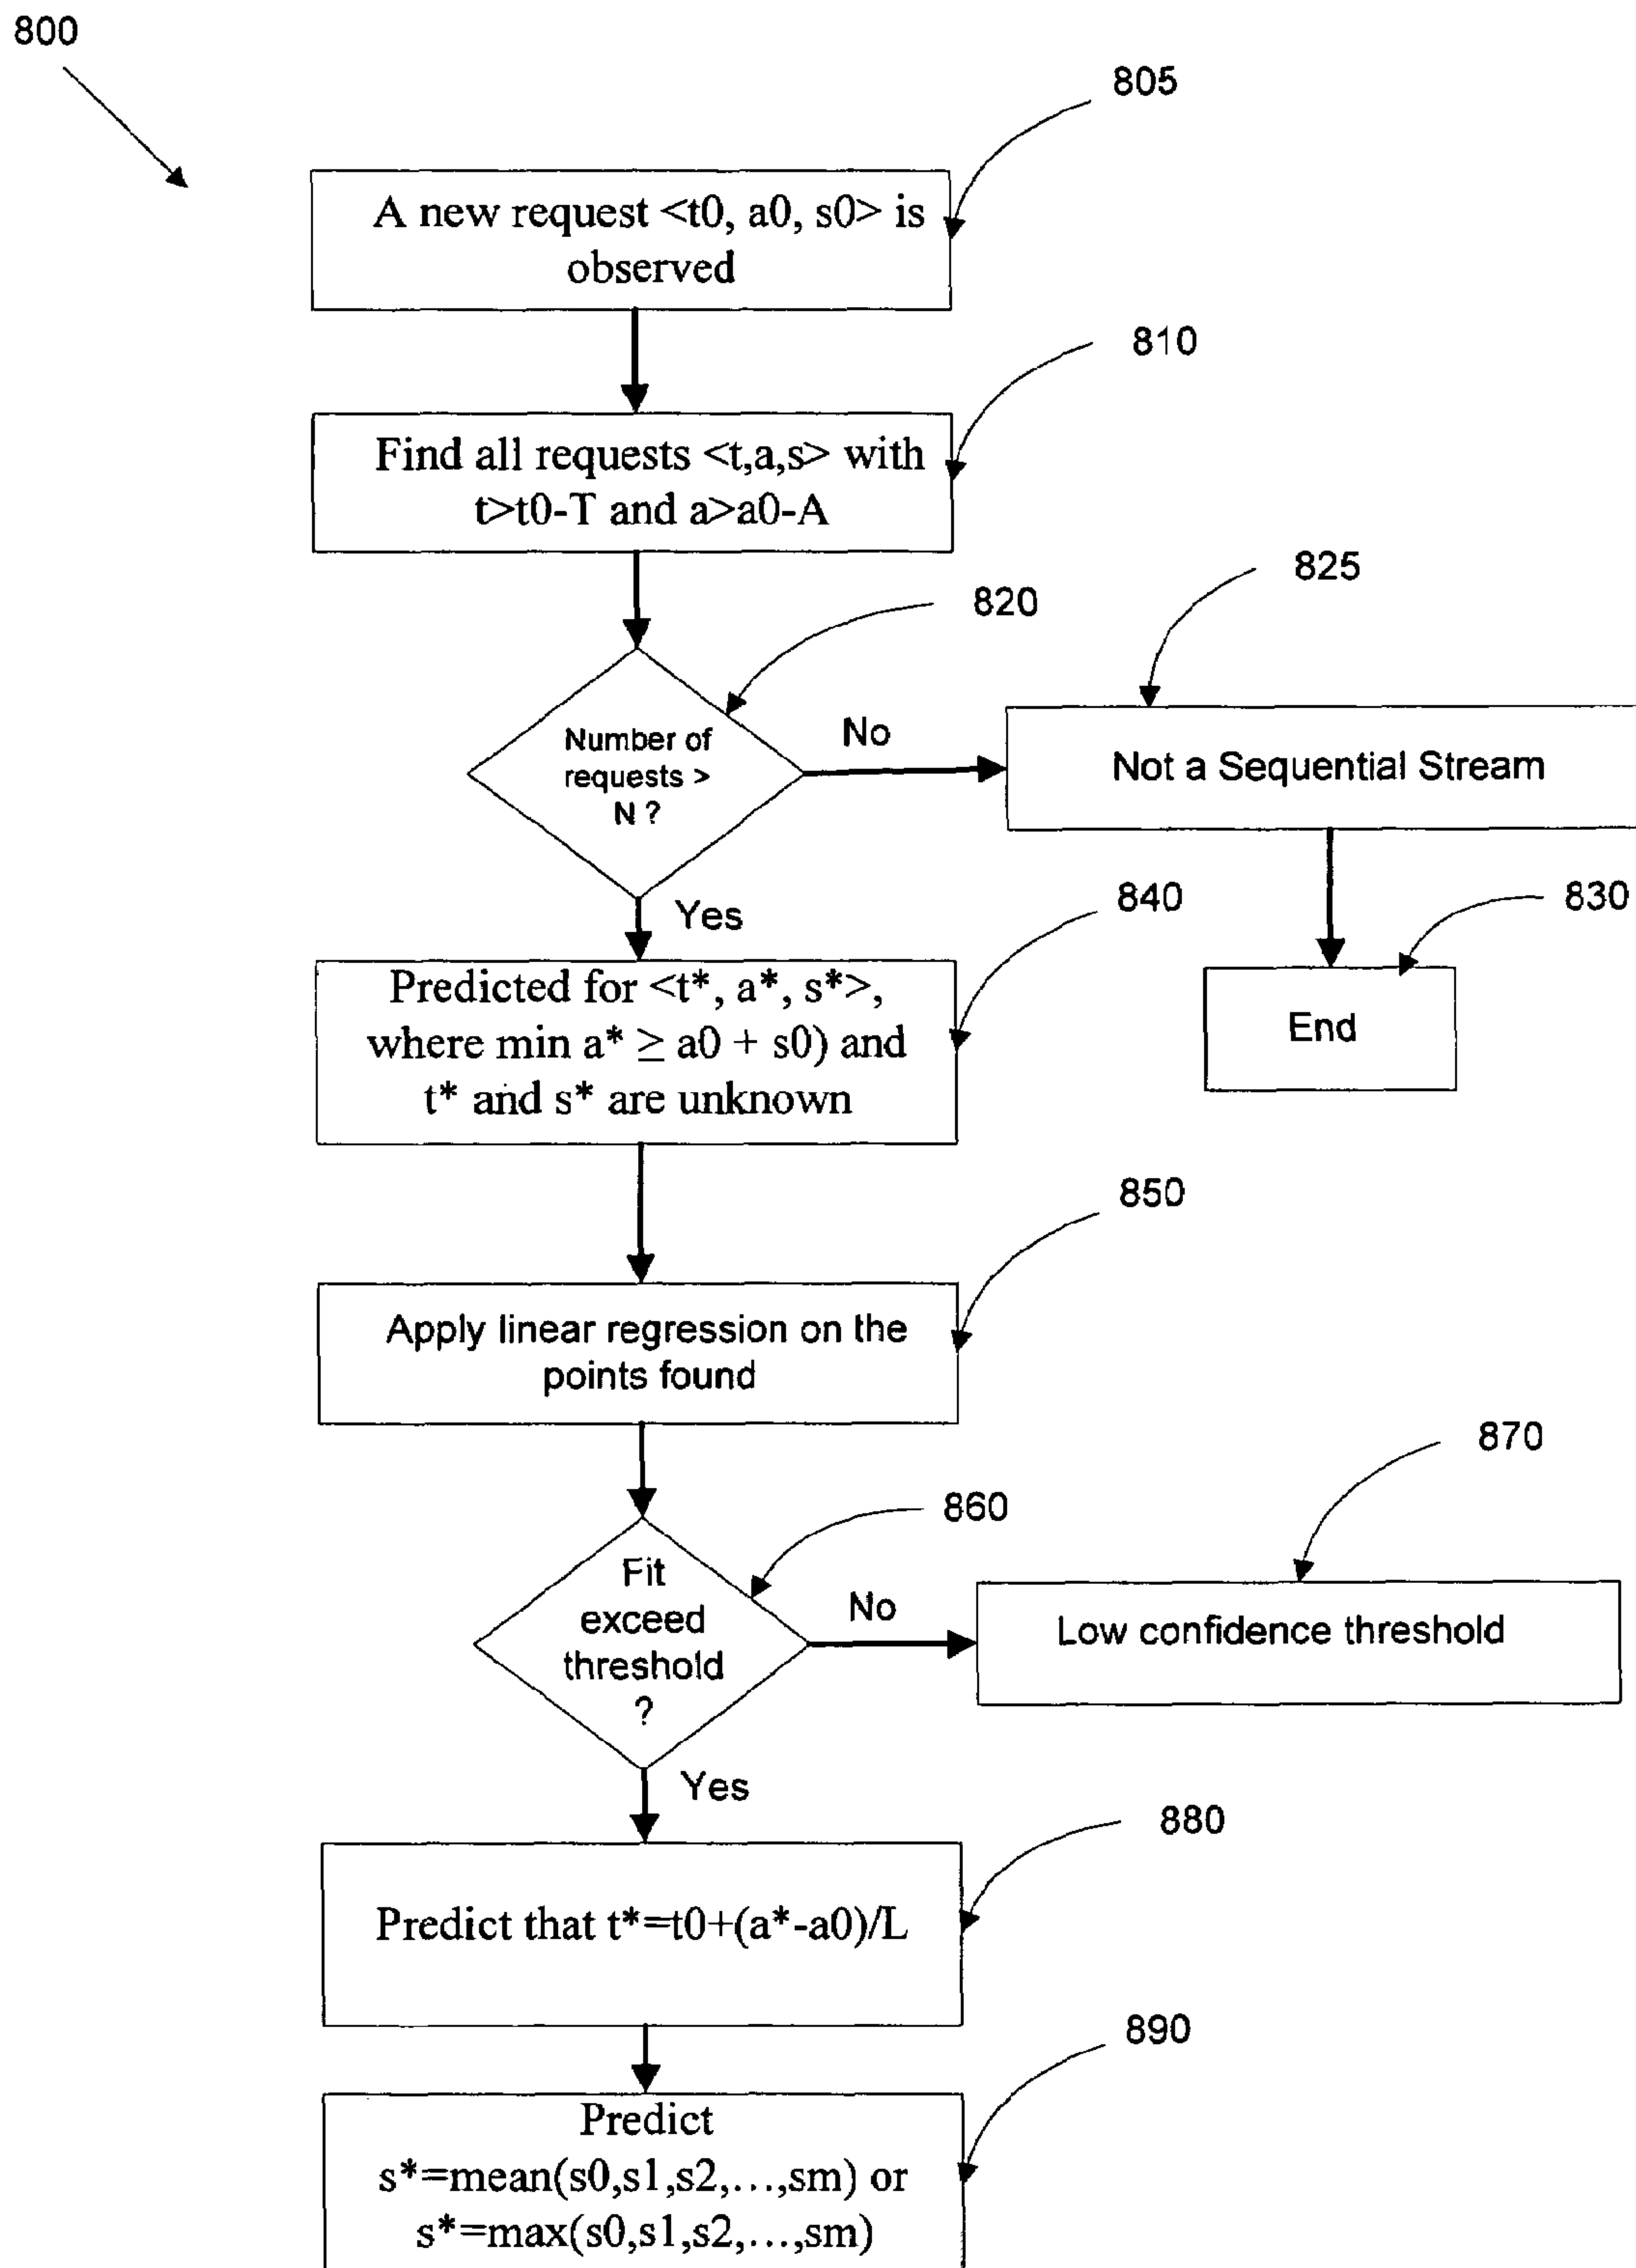 800
805
A new request <t0, a0, s0> is
observed
810
Find all requests <t,a,s> with
t>t0-T and a>a0-A
820
825
Number of
requests >
N ?
No
Not a Sequential Stream
Yes
840
830
Predicted for <t*, a*, s*>,
where min a* ≥ a0 + s0) and
t* and s* are unknown
End
850
Apply linear regression on the
points found
860
870
Fit
exceed
threshold
?
No
Low confidence threshold
Yes
880
Predict that t*=t0+(a*-a0)/L
890
Predict
s*=mean(s0,s1,s2,...,sm) or
s*=max(s0,s1,s2,...,sm)